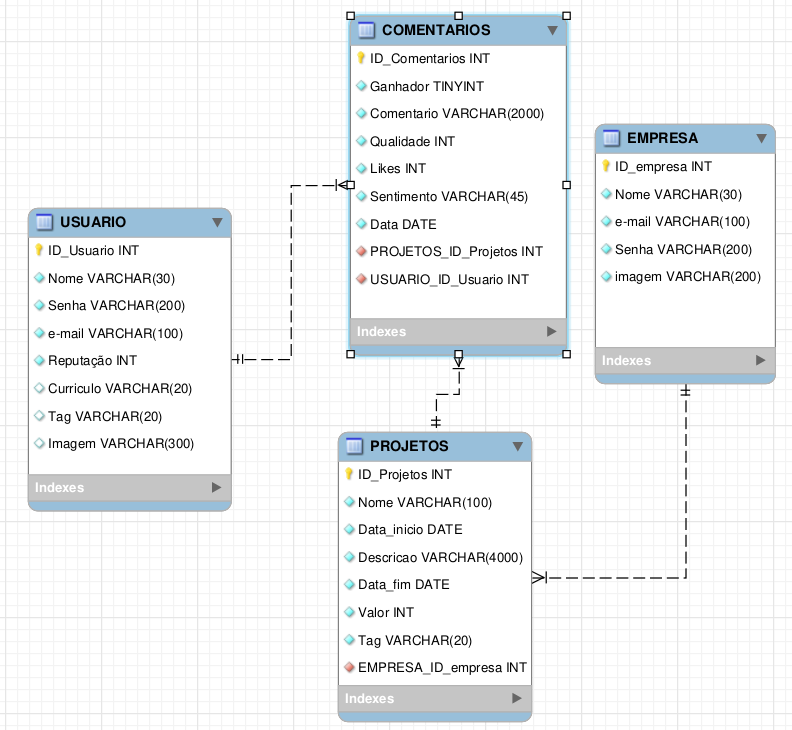 COMENTARIOS
ID_Comentarios INT
Ganhador TINYINT
Comentario VARCHAR(2000)
Qualidade INT
Likes INT
Sentimento VARCHAR(45)
Data DATE
PROJETOS_ID_Projetos INT
USUARIO_ID_Usuario INT
Indexes
EMPRESA
ID_empresa INT
Nome VARCHAR(30)
e-mail VARCHAR(100)
Senha VARCHAR(200)
imagem VARCHAR(200)
Indexes
USUARIO
ID_Usuario INT
Nome VARCHAR(30)
Senha VARCHAR(200)
e-mail VARCHAR(100)
Reputação INT
Curriculo VARCHAR(20)
Tag VARCHAR(20)
Imagem VARCHAR(300)
Indexes
PROJETOS
ID_Projetos INT
Nome VARCHAR(100)
Data_inicio DATE
Descricao VARCHAR(4000)
Data_fim DATE
Valor INT
Tag VARCHAR(20)
EMPRESA_ID_empresa INT
Indexes